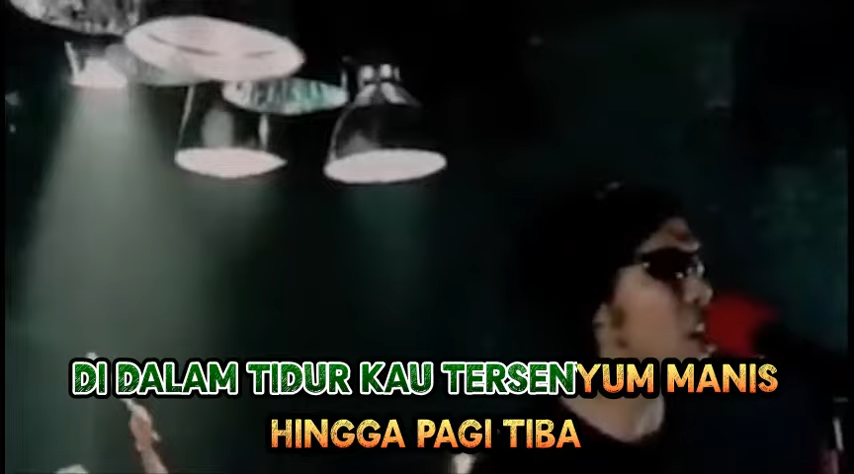 DI DALAM TIDUR KAU TERSENYUM MANIS
HINGGA PAGI TIBA